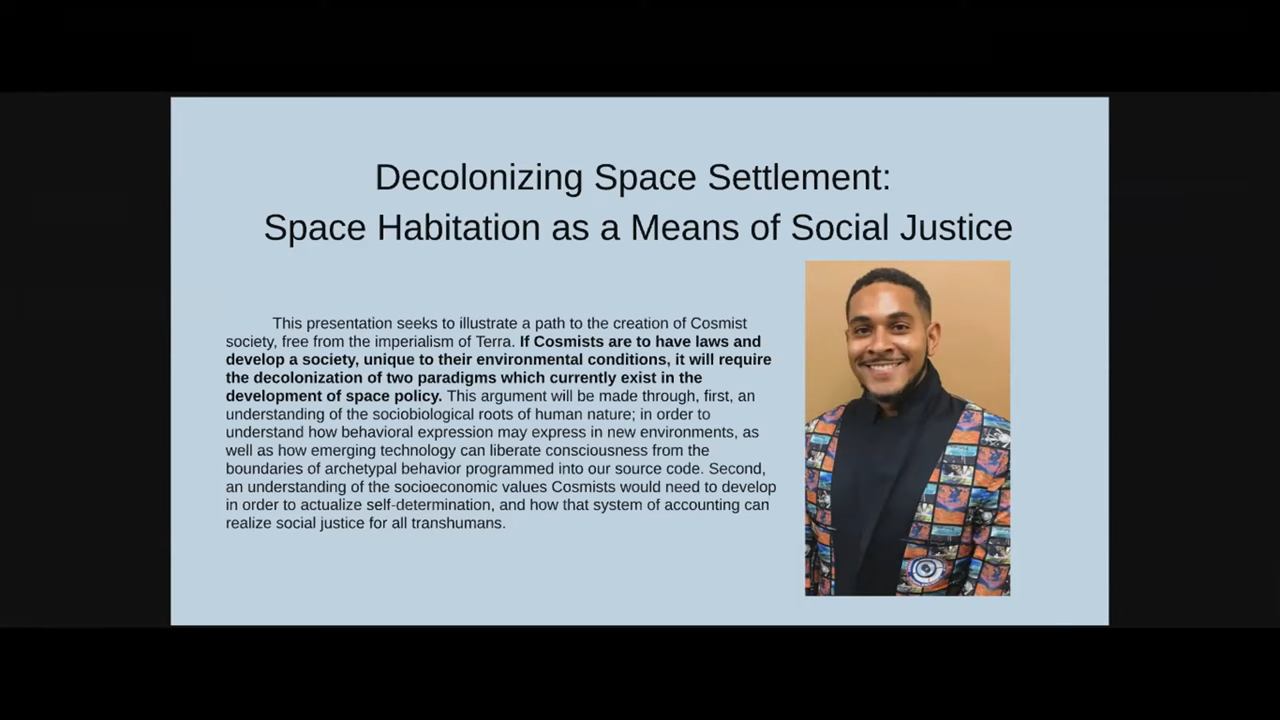 Decolonizing Space Settlement:
Space Habitation as a Means of Social Justice
This presentation seeks to illustrate a path to the creation of Cosmist
society, free from the imperialism of Terra. If Cosmists are to have laws and
develop a society, unique to their environmental conditions, it will require
the decolonization of two paradigms which currently exist in the
development of space policy. This argument will be made through, first, an
understanding of the sociobiological roots of human nature; in order to
understand how behavioral expression may express in new environments, as
well as how emerging technology can liberate consciousness from the
boundaries of archetypal behavior programmed into our source code. Second,
an understanding of the socioeconomic values Cosmists would need to develop
in order to actualize self-determination, and how that system of accounting can
realize social justice for all transhumans.